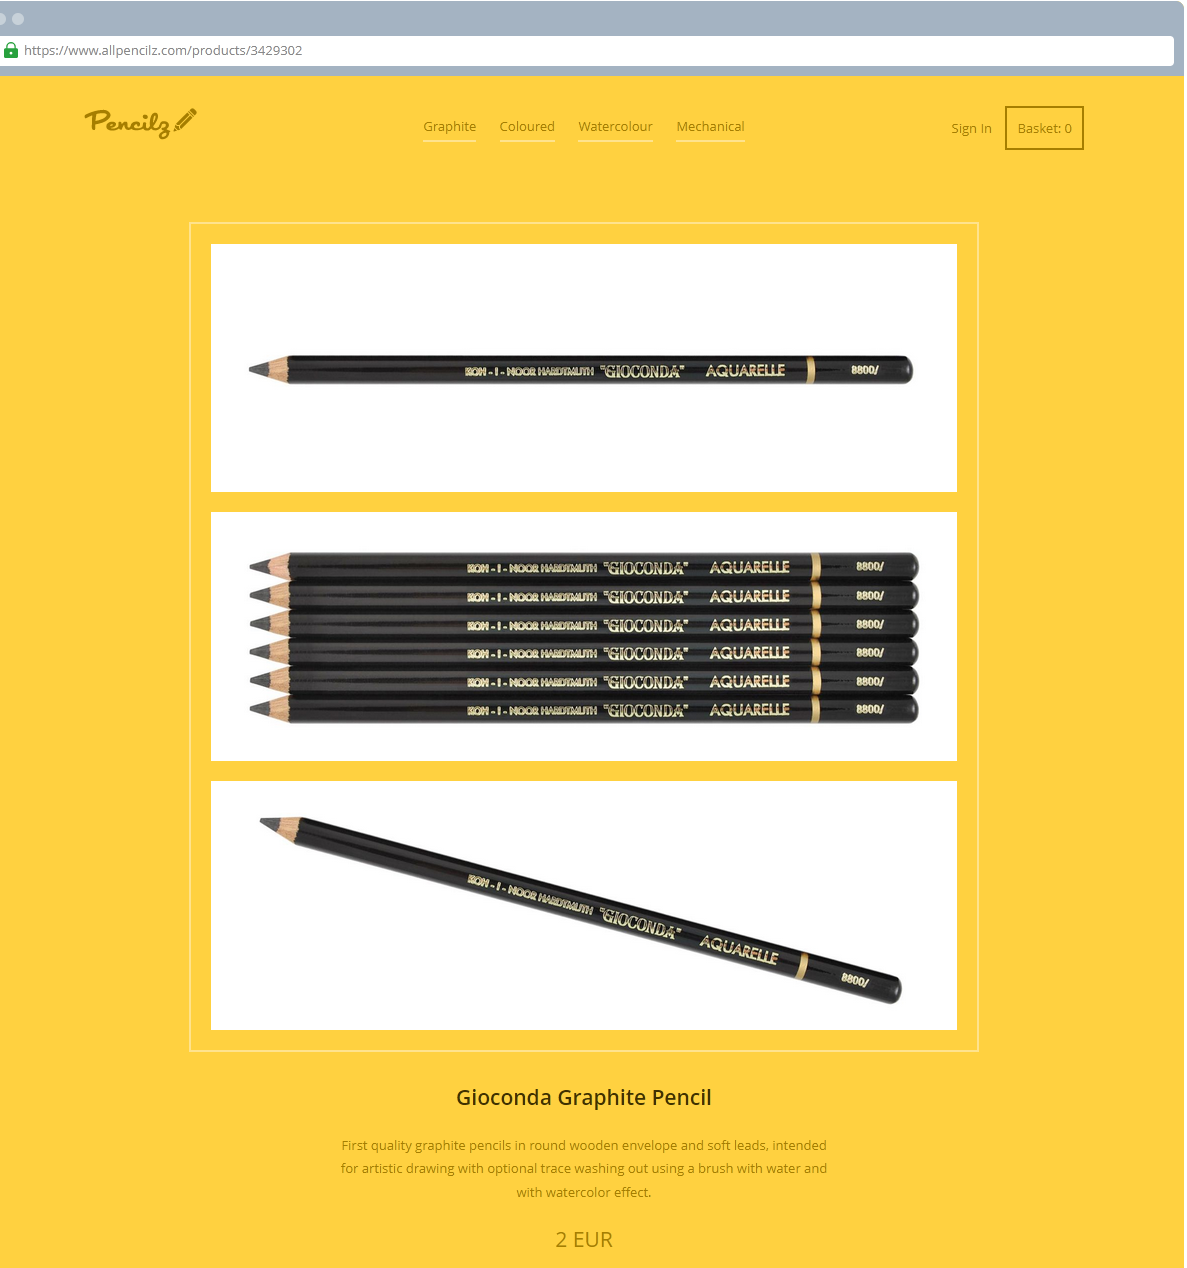 https://www.allpencilz.com/products/3429302
Pencilz
Graphite Coloured Watercolour Mechanical
Sign In Basket: 0
KOH - I - NOOR HARDTMUTH "GIOCONDA" AQUARELLE 8800/
KOH - I - NOOR HARDTMUTH "GIOCONDA" AQUARELLE 8800/
KOH - I - NOOR HARDTMUTH "GIOCONDA" AQUARELLE 8800/
KOH - I - NOOR HARDTMUTH "GIOCONDA" AQUARELLE 8800/
KOH - I - NOOR HARDTMUTH "GIOCONDA" AQUARELLE 8800/
KOH - I - NOOR HARDTMUTH "GIOCONDA" AQUARELLE 8800/
KOH - I - NOOR HARDTMUTH "GIOCONDA" AQUARELLE 8800/
KOH - I - NOOR HARDTMUTH "GIOCONDA" AQUARELLE 8800/
Gioconda Graphite Pencil
First quality graphite pencils in round wooden envelope and soft leads, intended
for artistic drawing with optional trace washing out using a brush with water and
with watercolor effect.
2 EUR